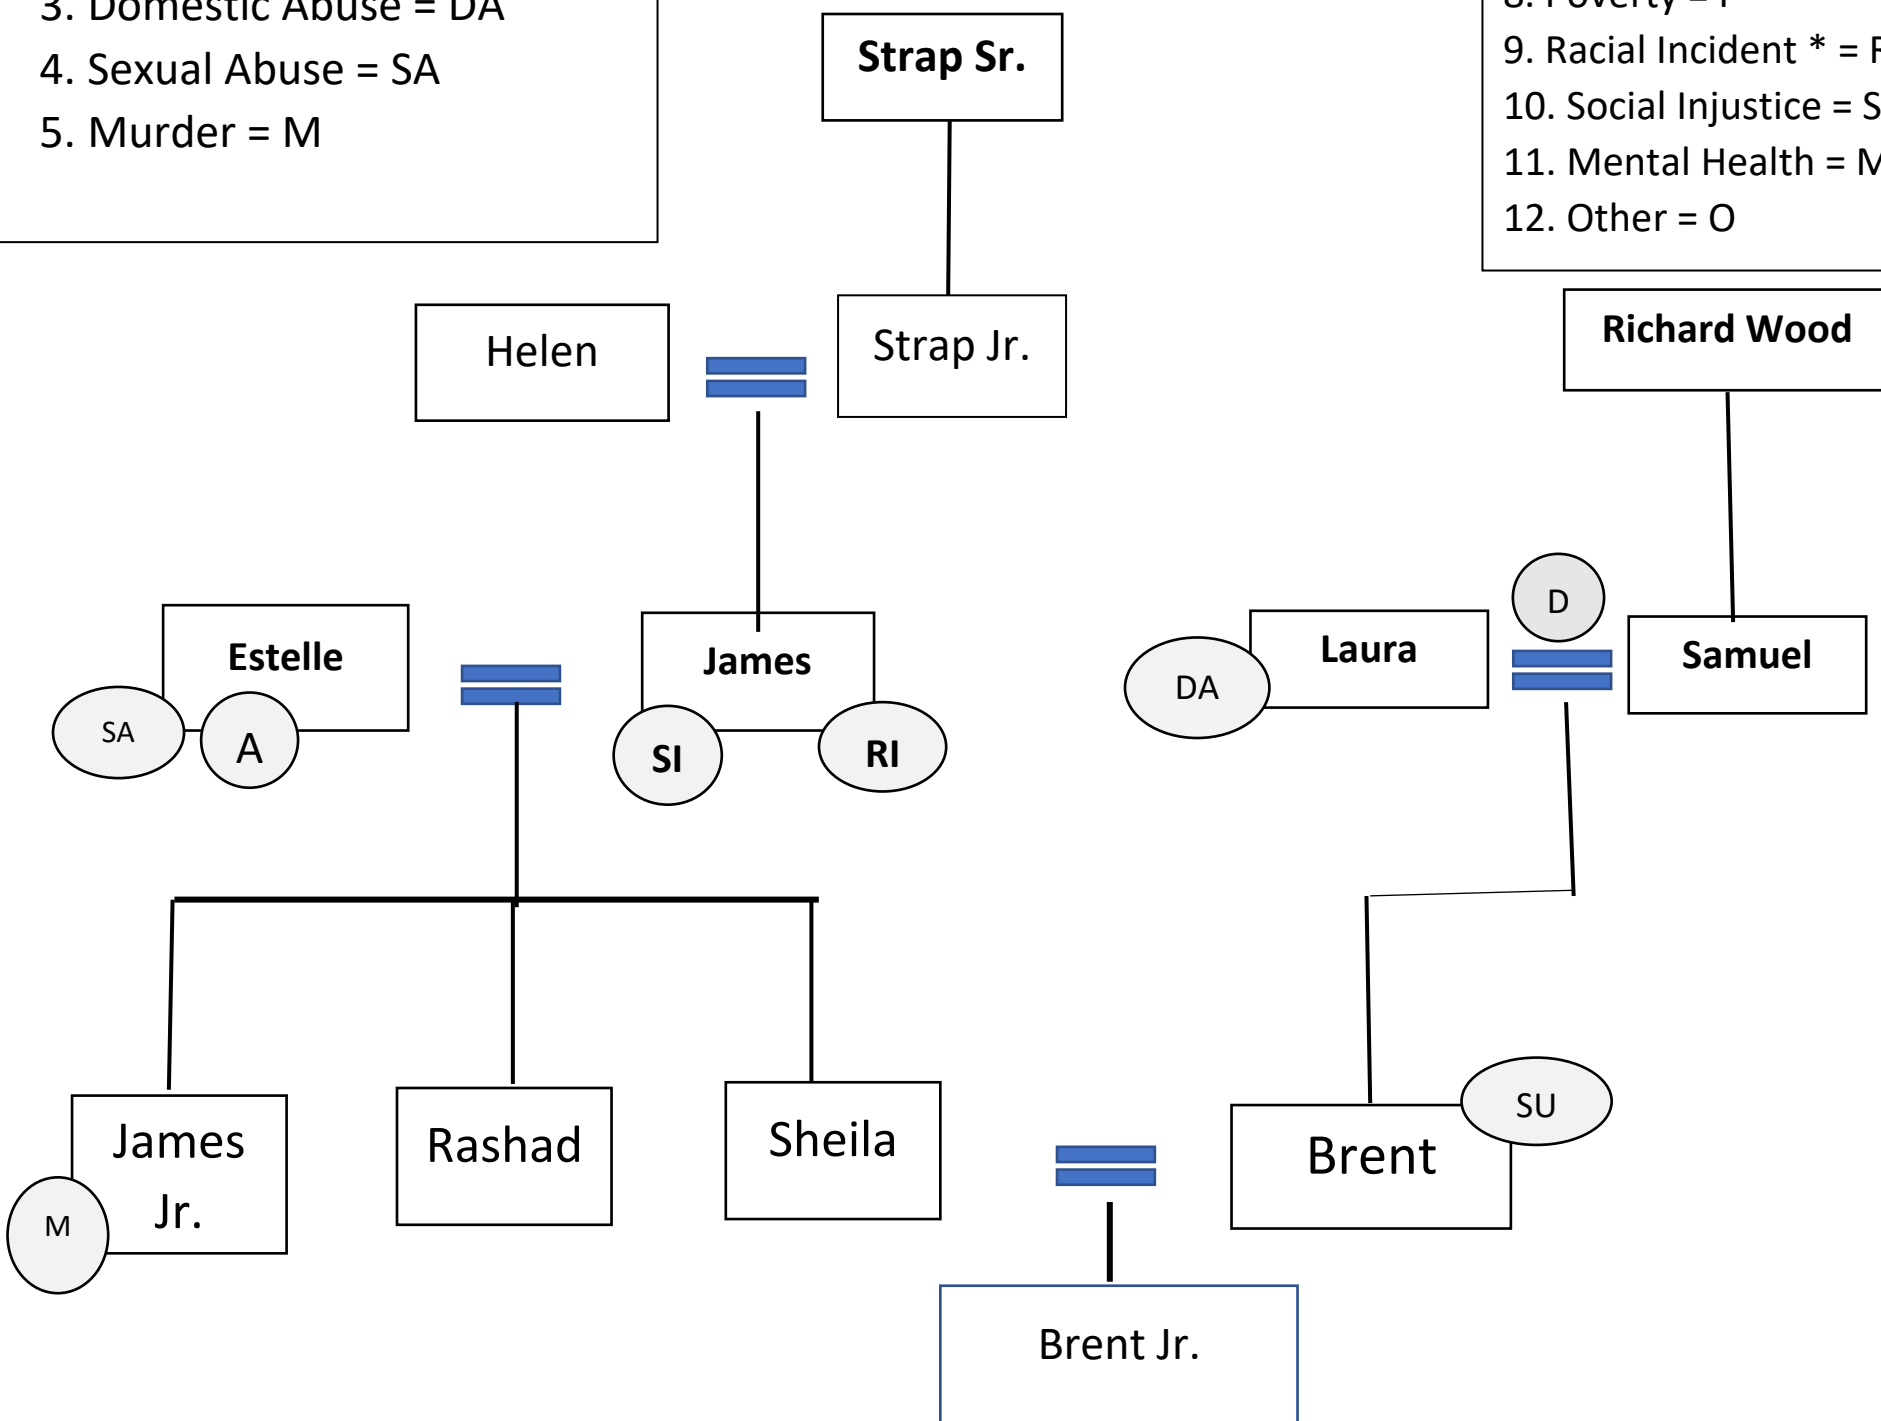 3. Domestic Abuse = DA
4. Sexual Abuse = SA
5. Murder = M
8. Poverty =
9. Racial Incident * =
10. Social Injustice = S
11. Mental Health = M
12. Other = O
Strap Sr.
Helen
Strap Jr.
Richard Wood
Estelle
SA
A
James
SI
RI
Laura
DA
D
Samuel
James
Jr.
M
Rashad
Sheila
Brent
SU
Brent Jr.